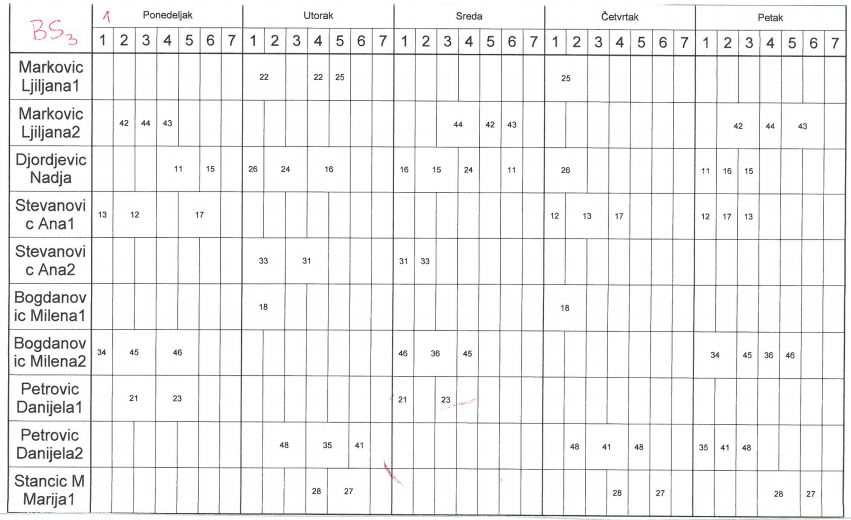 1 Ponedeljak Utorak Sreda Četvrtak Petak
BS3 1 2 3 4 5 6 7 1 2 3 4 5 6 7 1 2 3 4 5 6 7 1 2 3 4 5 6 7 1 2 3 4 5 6 7
Markovic
Ljiljana1 22 22 25 25
Markovic
Ljiljana2 42 44 43 44 42 43 42 44 43
Djordjevic
Nadja 11 15 26 24 16 16 15 24 11 26 11 16 15
Stevanovi
c Ana1 13 12 17 12 13 17 12 17 13
Stevanovi
c Ana2 33 31 31 33
Bogdanov
ic Milena1 18 18
Bogdanov
ic Milena2 34 45 46 46 36 45 34 45 36 46
Petrovic
Danijela1 21 23 21 23
Petrovic
Danijela2 48 35 41 48 41 48 35 41 48
Stancic M
Marija1 28 27 28 27 28 27